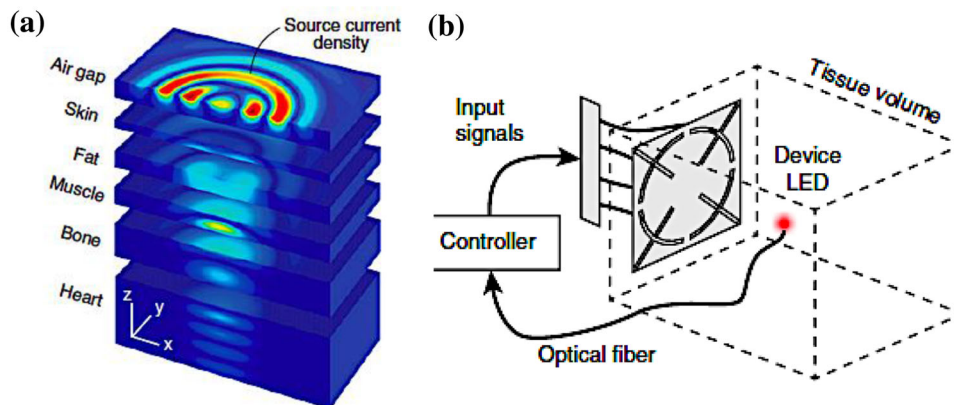 (a)
Source current
density
Air gap
Skin
Fat
Muscle
Bone
Heart
z
y
x
(b)
Input
signals
Tissue volume
Device
LED
Controller
Optical fiber